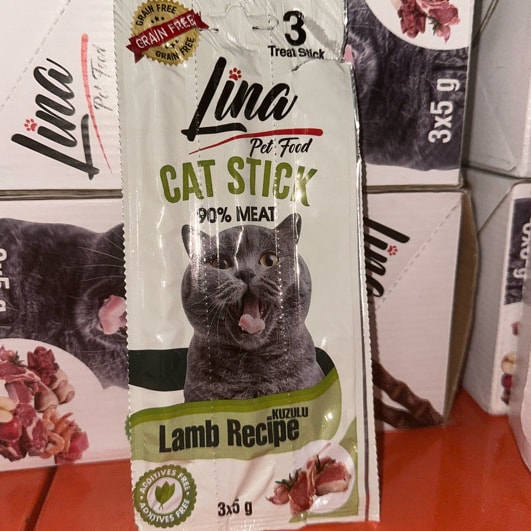 GRAIN FREE
GRAIN FREE
GRAIN FREE
3
Treat Stick
Lina
Pet Food
CAT STICK
90% MEAT
KUZULU
Lamb Recipe
ADDITIVES FREE
ADDITIVES FREE
3x5 g
Lina
Pet Food
3x5 g
3x5 g
Lina